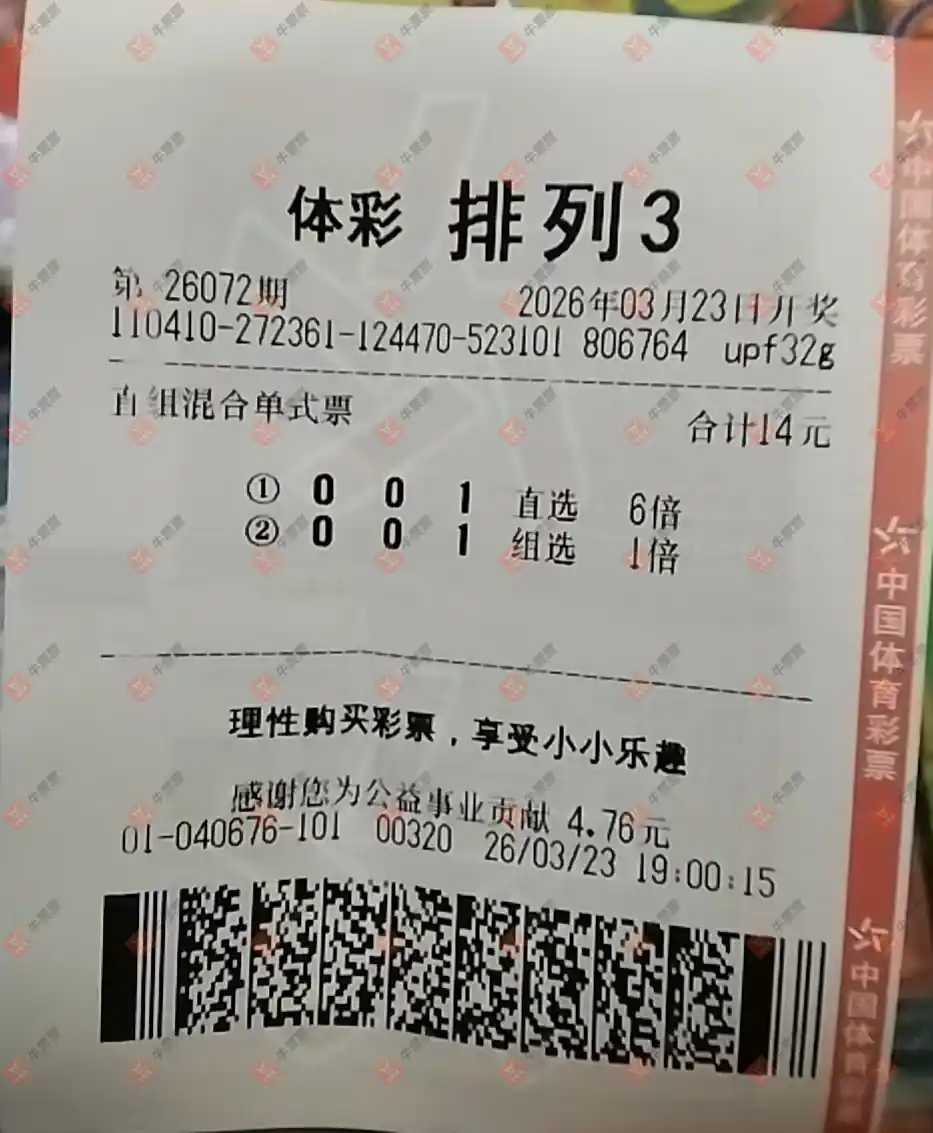 体彩 排列3
第 26072期 2026年03月23日开奖
110410-272361-124470-523101 806764 upf32g
直组混合单式票 合计14元
① 0 0 1 直选 6倍
② 0 0 1 组选 1倍
理性购买彩票，享受小小乐趣
感谢您为公益事业贡献 4.76元
01-040676-101 00320 26/03/23 19:00:15
中国体育彩票
中国体育彩票
中国体育彩票
牛票票